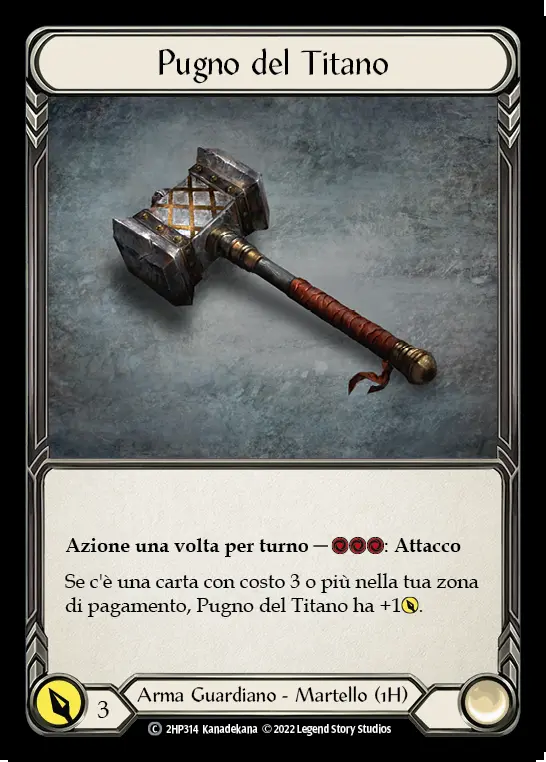 Pugno del Titano
Azione una volta per turno — : Attacco
Se c'è una carta con costo 3 o più nella tua zona
di pagamento, Pugno del Titano ha +1.
3
Arma Guardiano - Martello (1H)
C 2HP314 Kanadekana © 2022 Legend Story Studios